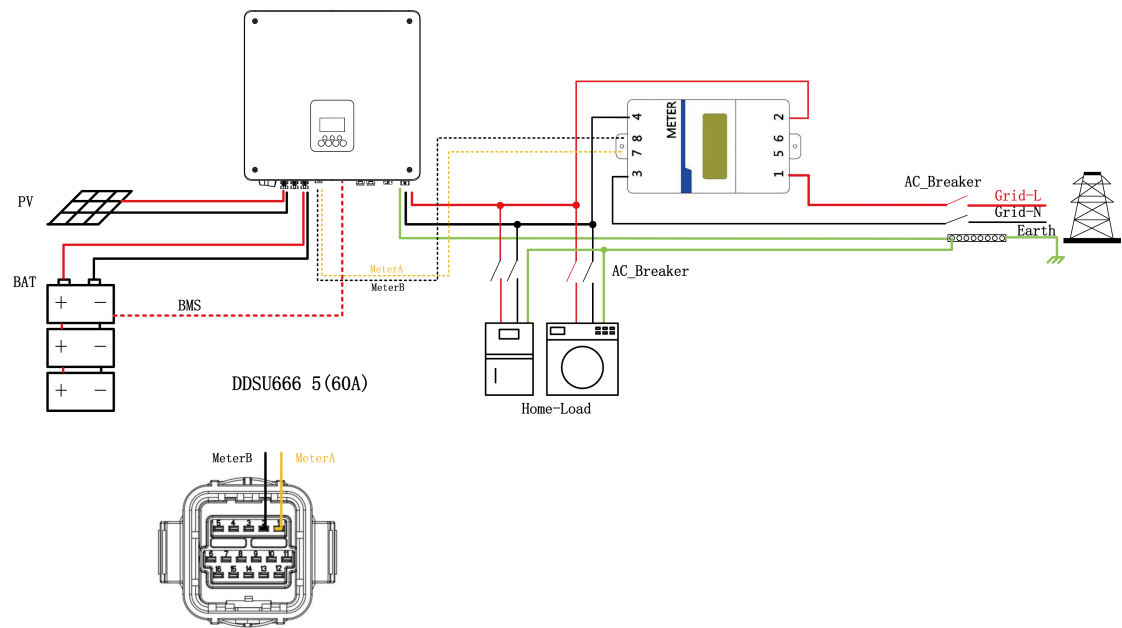 METER
4
8
7
3
2
6
5
1
AC_Breaker
Grid-L
Grid-N
Earth
PV
BAT
MeterA
MeterB
AC_Breaker
BMS
+ −
+ −
+ −
DDSU666 5(60A)
Home-Load
MeterB MeterA
5 4 3 2 1
6 7 8 9 10 11
16 15 14 13 12